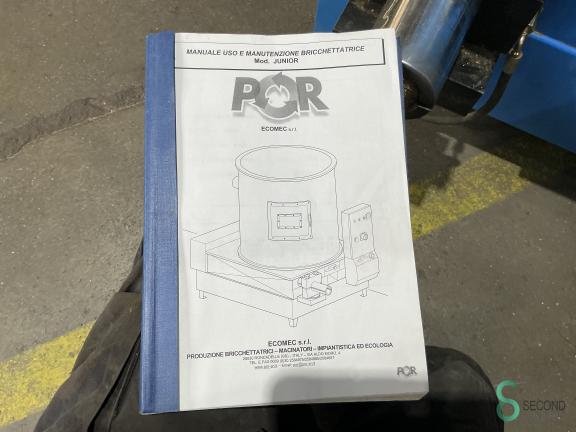 MANUALE USO E MANUTENZIONE BRICCHETTATRICE
Mod. JUNIOR
POR
ECOMEC s.r.l.
ECOMEC s.r.l.
PRODUZIONE BRICCHETTATRICI – MACINATORI – IMPIANTISTICA ED ECOLOGIA
POR
SECOND